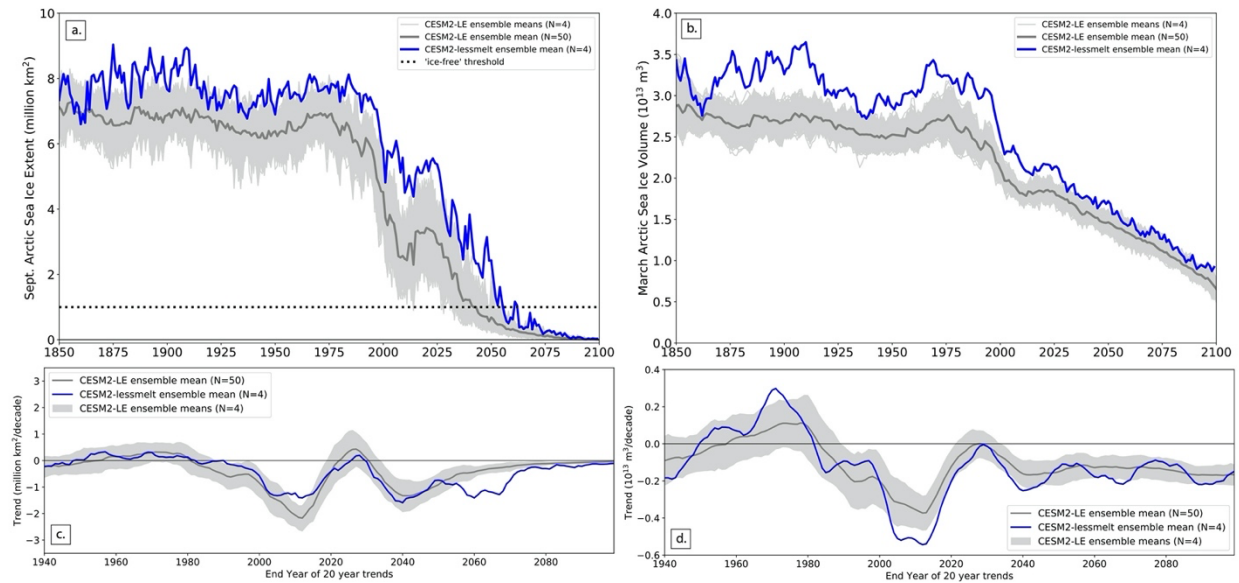 a.
CESM2-LE ensemble means (N=4)
CESM2-LE ensemble mean (N=50)
CESM2-lessmelt ensemble mean (N=4)
'ice-free' threshold
Sept. Arctic Sea Ice Extent (million km²)
10
8
6
4
2
0
1850 1875 1900 1925 1950 1975 2000 2025 2050 2075 2100
b.
CESM2-LE ensemble means (N=4)
CESM2-LE ensemble mean (N=50)
CESM2-lessmelt ensemble mean (N=4)
March Arctic Sea Ice Volume (10¹³ m³)
4.0
3.5
3.0
2.5
2.0
1.5
1.0
0.5
0.0
1850 1875 1900 1925 1950 1975 2000 2025 2050 2075 2100
CESM2-LE ensemble mean (N=50)
CESM2-lessmelt ensemble mean (N=4)
CESM2-LE ensemble means (N=4)
Trend (million km²/decade)
3
2
1
0
−1
−2
−3
c.
1940 1960 1980 2000 2020 2040 2060 2080
End Year of 20 year trends
Trend (10¹³ m³/decade)
0.4
0.2
0.0
−0.2
−0.4
−0.6
CESM2-LE ensemble mean (N=50)
CESM2-lessmelt ensemble mean (N=4)
CESM2-LE ensemble means (N=4)
d.
1940 1960 1980 2000 2020 2040 2060 2080
End Year of 20 year trends